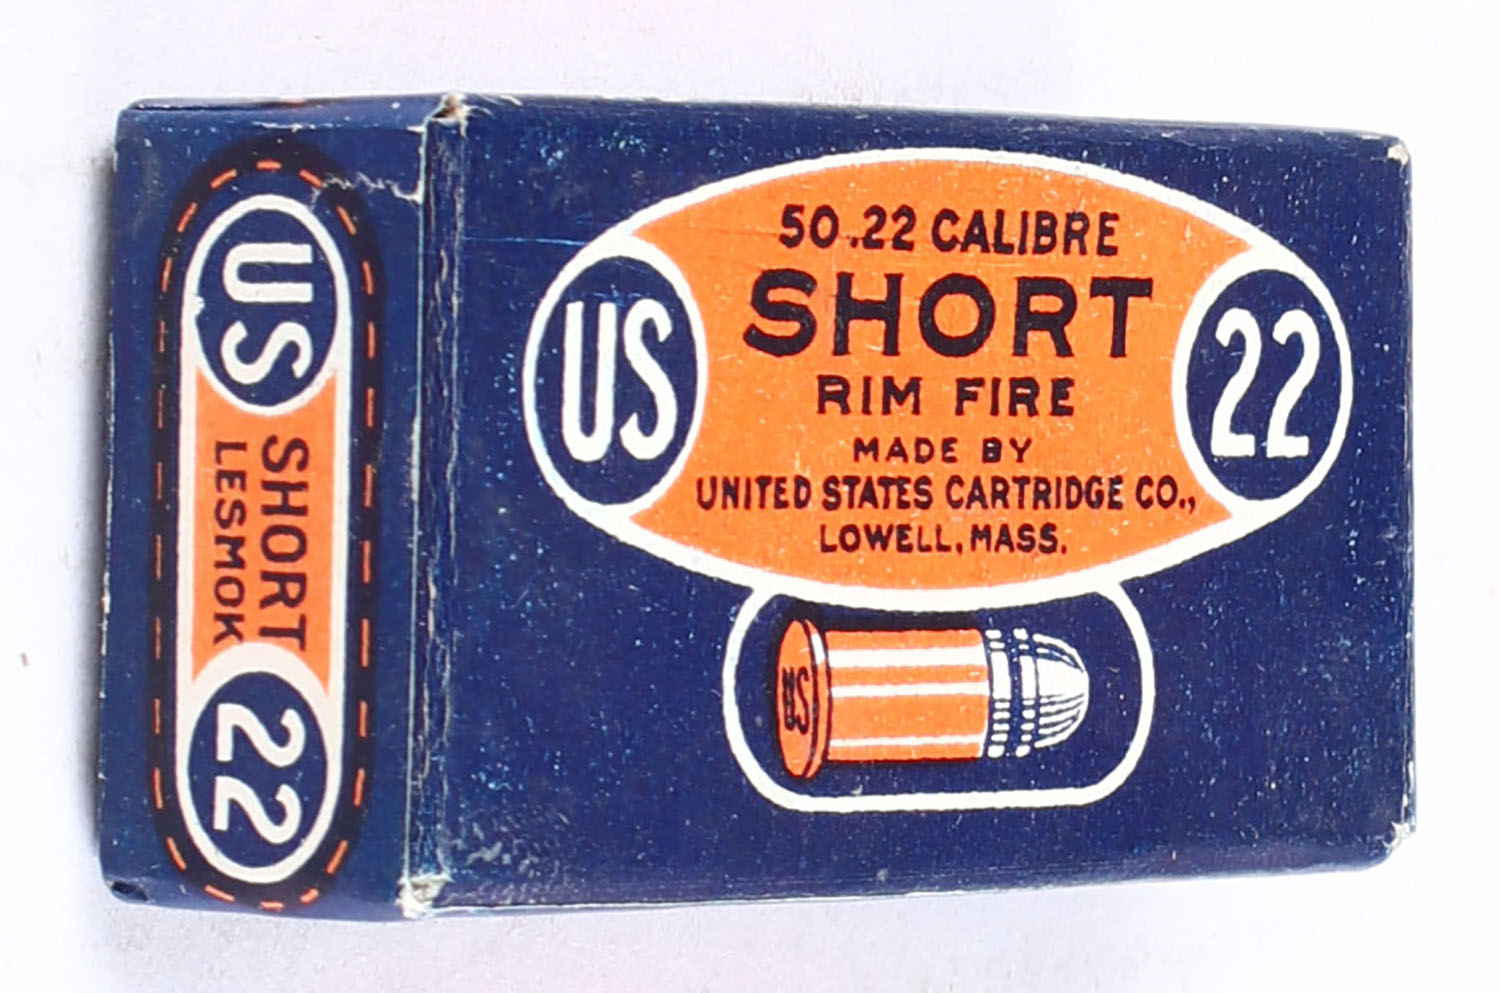 50 .22 CALIBRE
SHORT
RIM FIRE
MADE BY
UNITED STATES CARTRIDGE CO.,
LOWELL, MASS.
US
22
US
US
SHORT
LESMOK
22